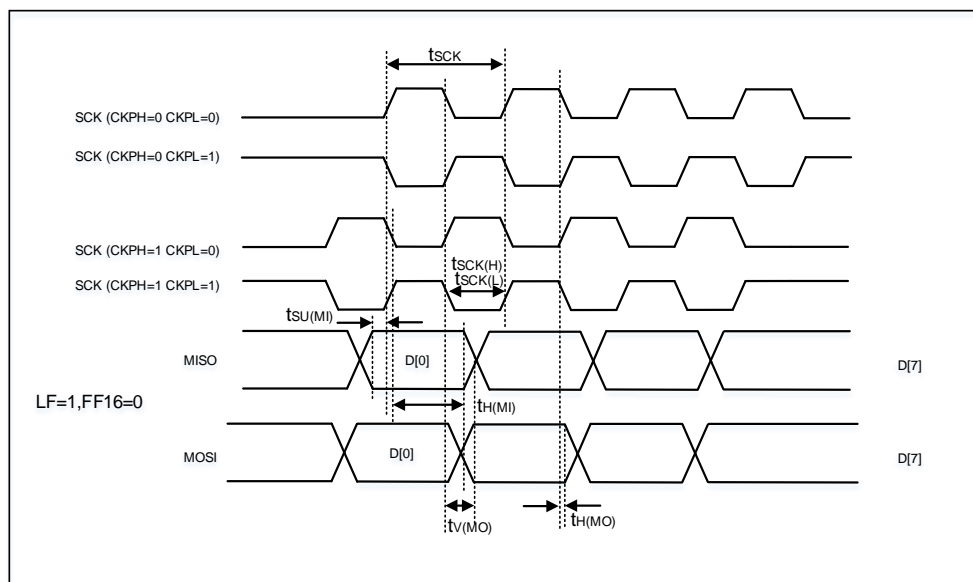 tSCK
SCK (CKPH=0 CKPL=0)
SCK (CKPH=0 CKPL=1)
SCK (CKPH=1 CKPL=0)
tSCK(H)
tSCK(L)
SCK (CKPH=1 CKPL=1)
tSU(MI)
MISO
D[0]
D[7]
LF=1,FF16=0
tH(MI)
MOSI
D[0]
D[7]
tV(MO)
tH(MO)